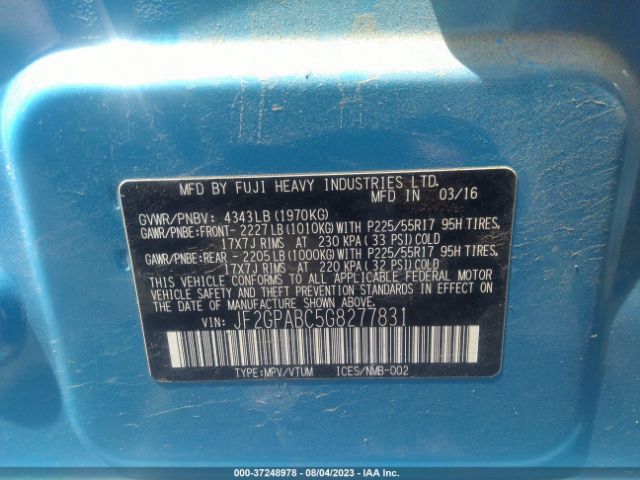 MFD BY FUJI HEAVY INDUSTRIES LTD.
MFD IN 03/16
GVWR/PNBV: 4343LB (1970KG)
GAWR/PNBE:FRONT- 2227LB(1010KG)WITH P225/55R17 95H TIRES,
17X7J RIMS AT 230 KPA(33 PSI)COLD
GAWR/PNBE:REAR - 2205LB(1000KG)WITH P225/55R17 95H TIRES,
17X7J RIMS AT 220 KPA(32 PSI)COLD
THIS VEHICLE CONFORMS TO ALL APPLICABLE FEDERAL MOTOR
VEHICLE SAFETY AND THEFT PREVENTION STANDARDS IN
EFFECT ON THE DATE OF MANUFACTURE SHOWN ABOVE.
VIN: JF2GPABC5G8277831
TYPE:MPV/VTUM ICES/NMB-002
000-37248978 - 08/04/2023 - IAA Inc.